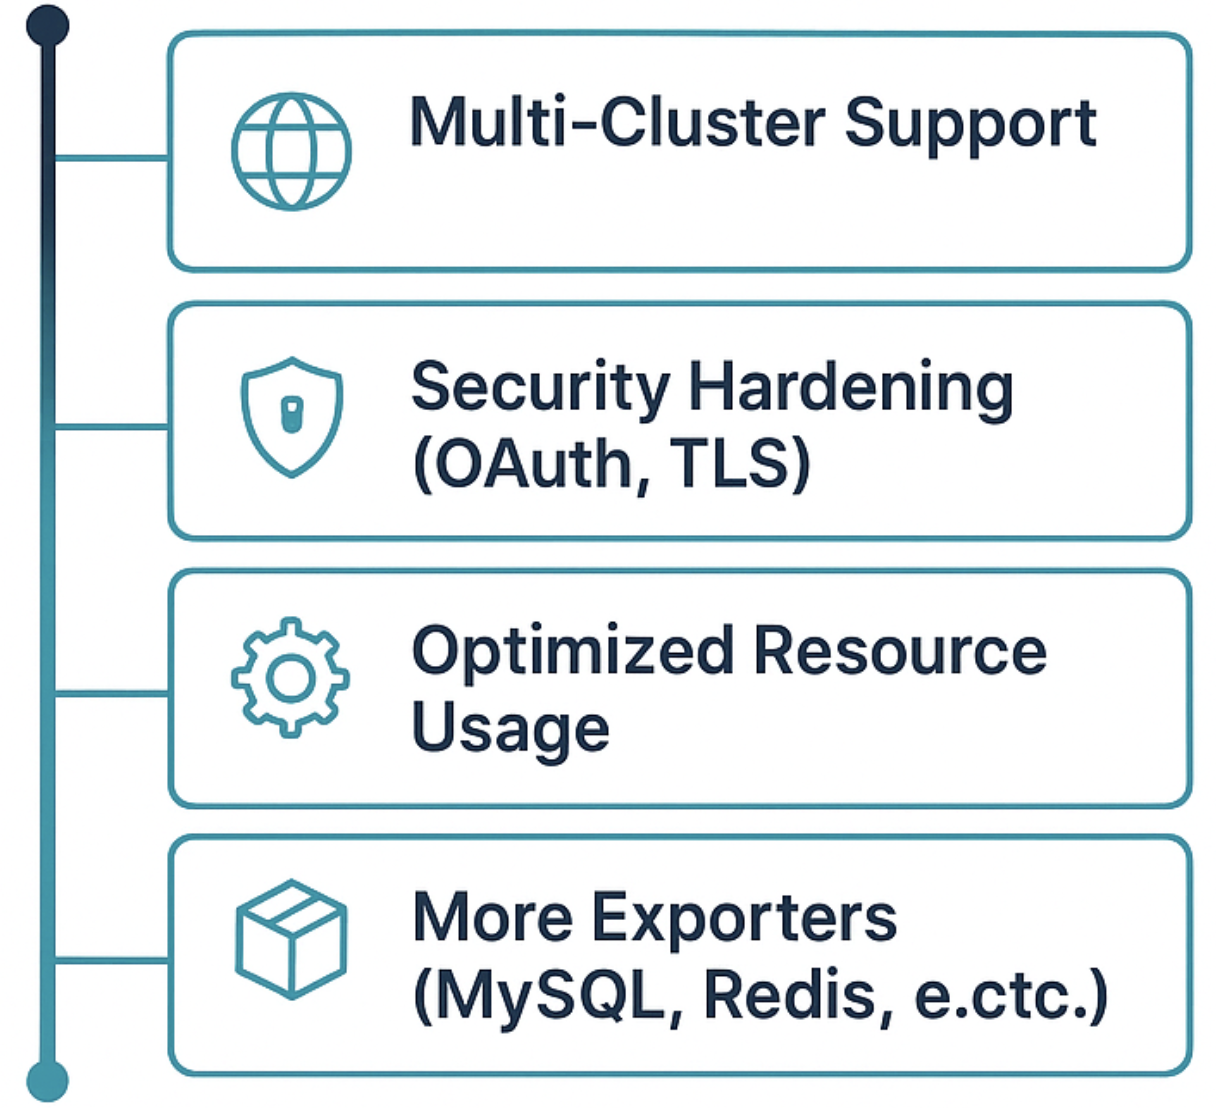 Multi-Cluster Support
Security Hardening
(OAuth, TLS)
Optimized Resource
Usage
More Exporters
(MySQL, Redis, e.ctc.)